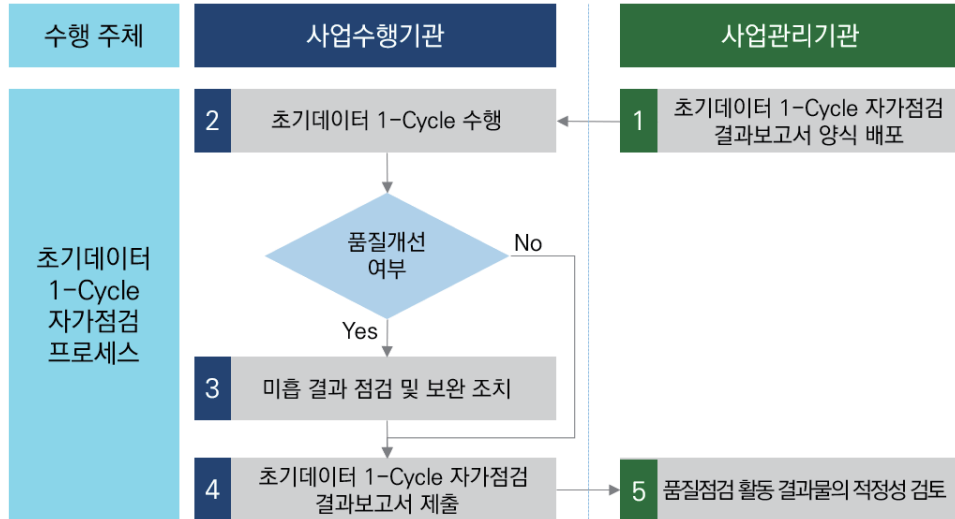 수행 주체
사업수행기관
사업관리기관
초기데이터
1-Cycle
자가점검
프로세스
1
초기데이터 1-Cycle 자가점검
결과보고서 양식 배포
2
초기데이터 1-Cycle 수행
품질개선
여부
No
Yes
3
미흡 결과 점검 및 보완 조치
4
초기데이터 1-Cycle 자가점검
결과보고서 제출
5
품질점검 활동 결과물의 적정성 검토